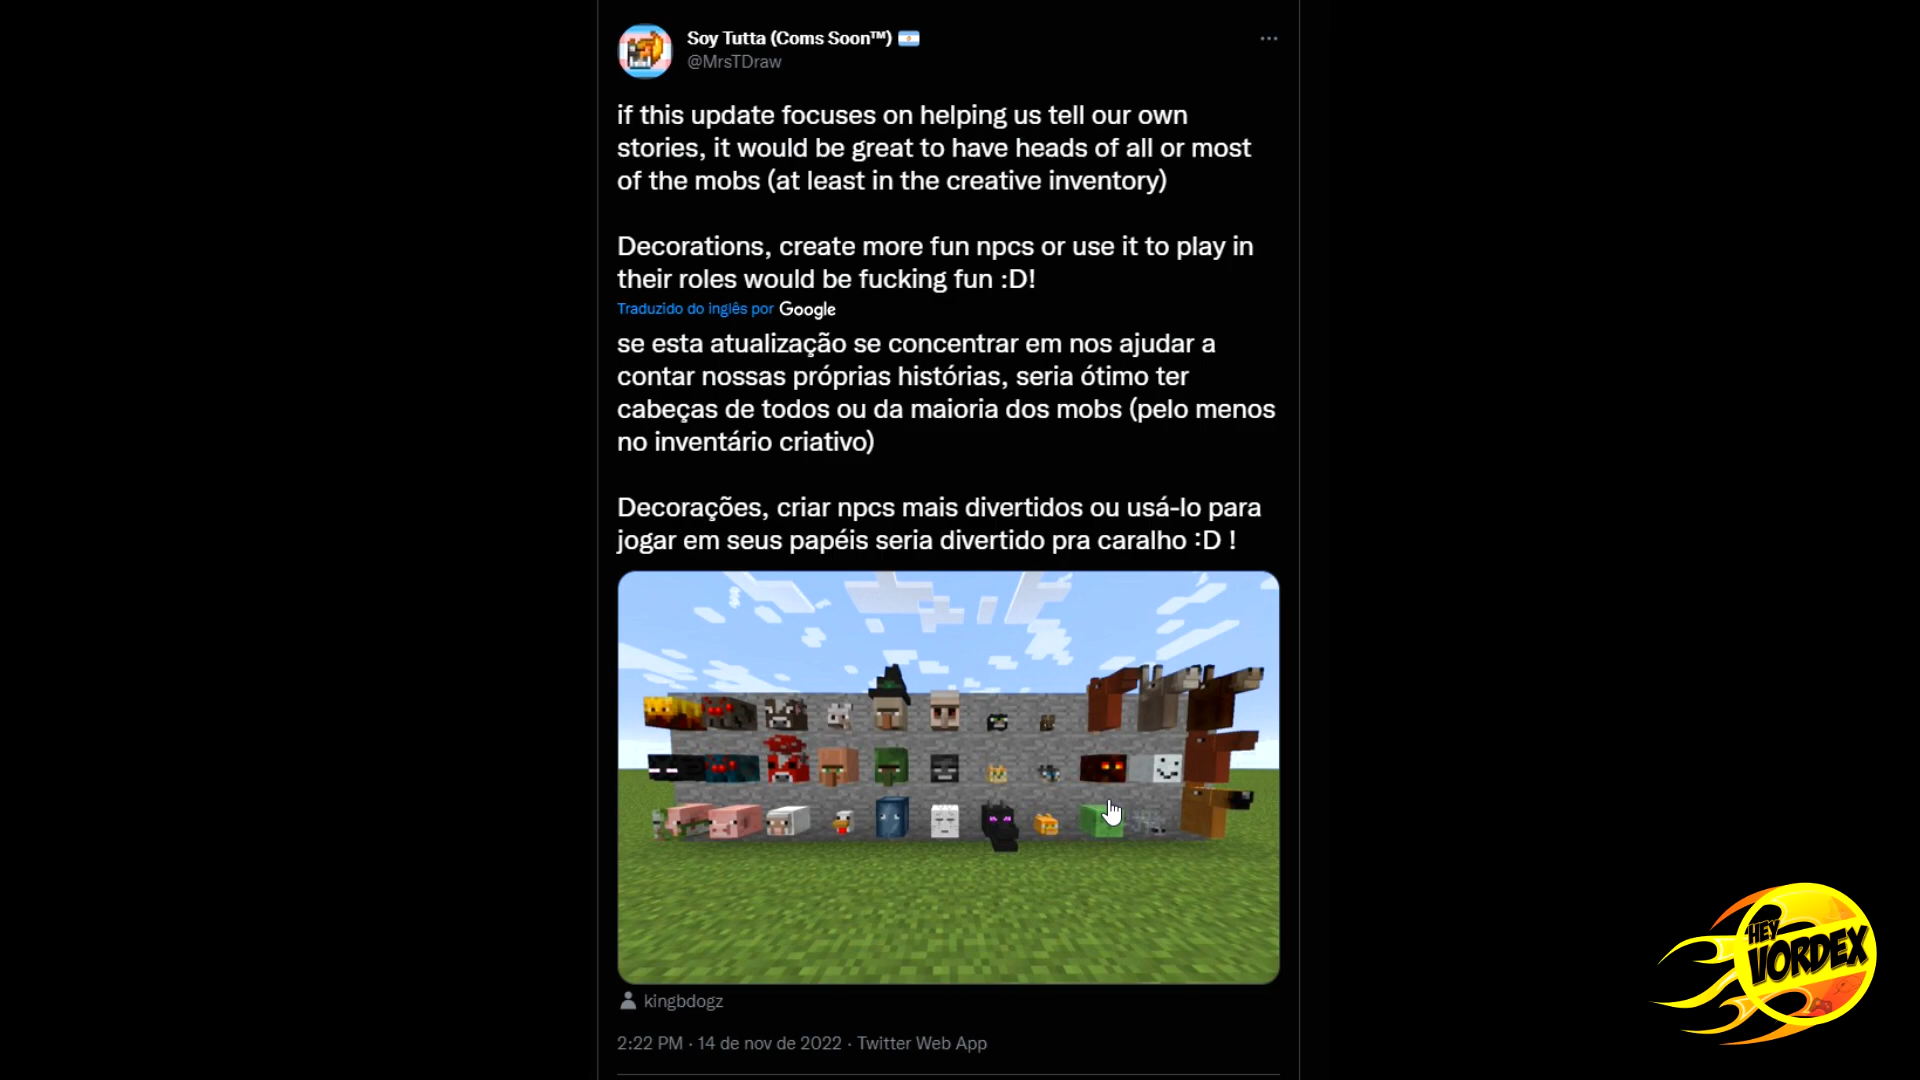 Soy Tutta (Coms Soon™) 🇦🇷
@MrsTDraw
if this update focuses on helping us tell our own
stories, it would be great to have heads of all or most
of the mobs (at least in the creative inventory)
Decorations, create more fun npcs or use it to play in
their roles would be fucking fun :D!
Traduzido do inglês por Google
se esta atualização se concentrar em nos ajudar a
contar nossas próprias histórias, seria ótimo ter
cabeças de todos ou da maioria dos mobs (pelo menos
no inventário criativo)
Decorações, criar npcs mais divertidos ou usá-lo para
jogar em seus papéis seria divertido pra caralho :D !
kingbdogz
2:22 PM · 14 de nov de 2022 · Twitter Web App
HEY
VORDEX